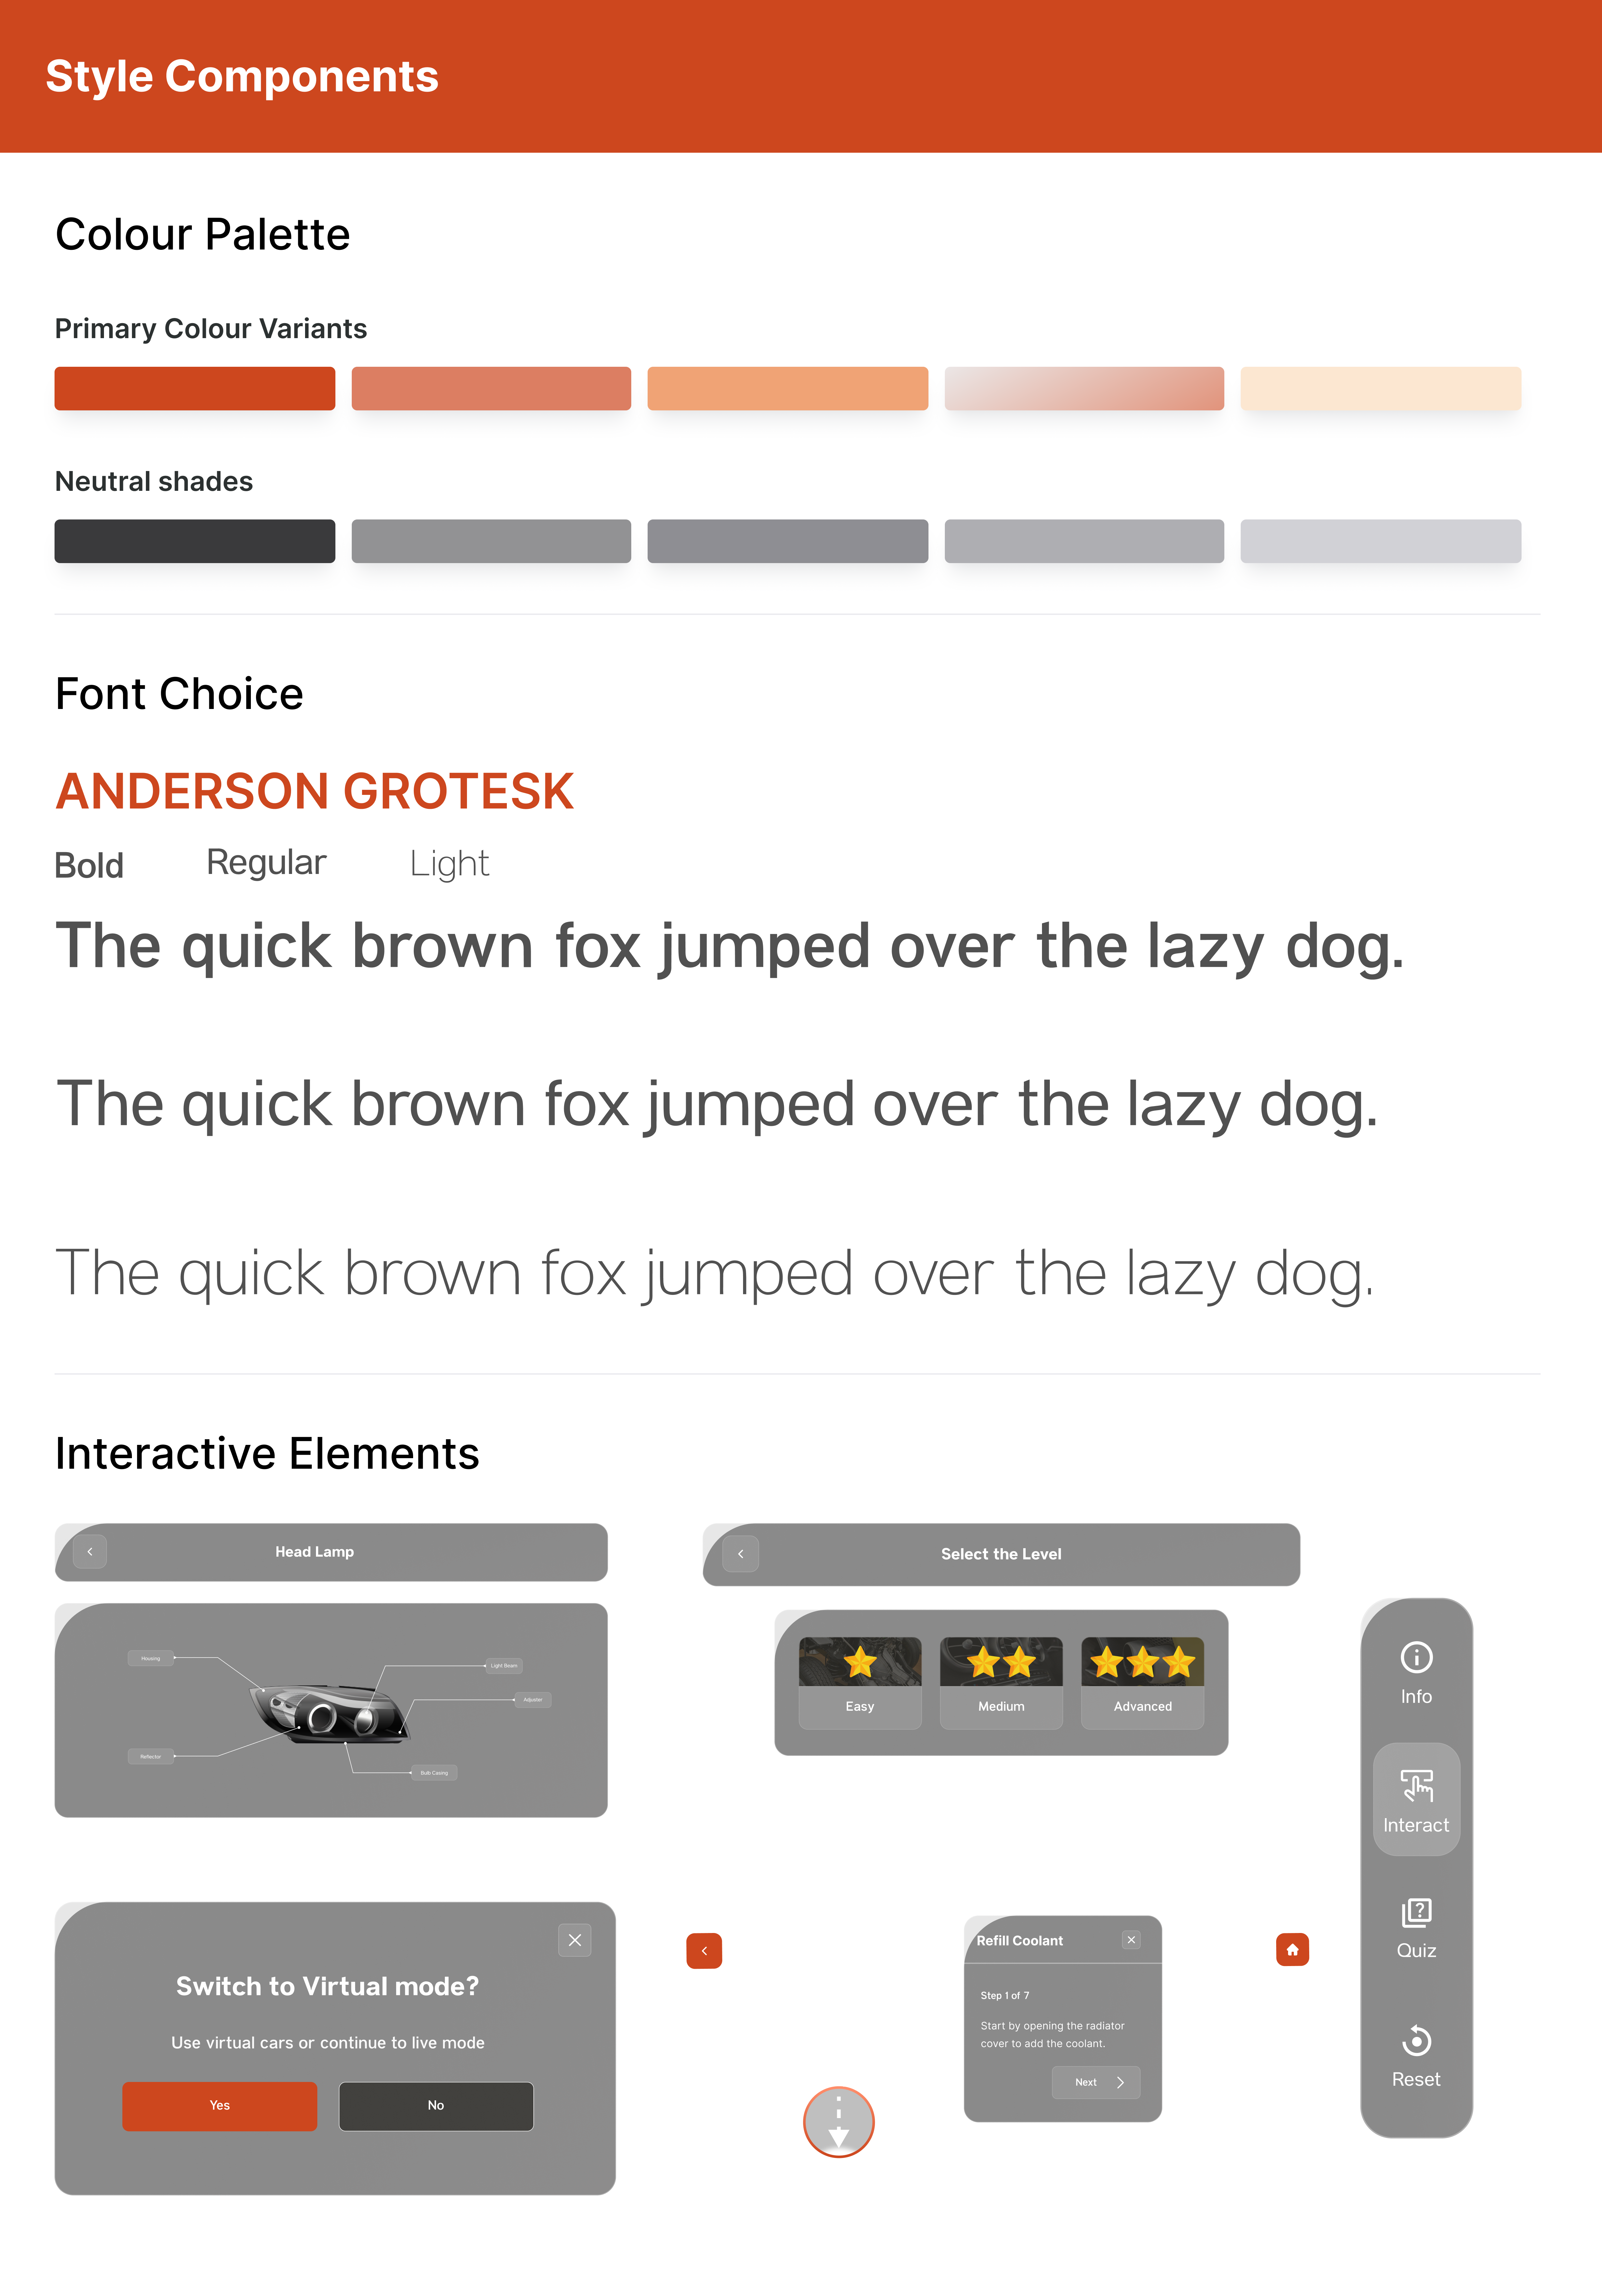 Style Components
Colour Palette
Primary Colour Variants
Neutral shades
Font Choice
ANDERSON GROTESK
Bold
Regular
Light
The quick brown fox jumped over the lazy dog.
The quick brown fox jumped over the lazy dog.
The quick brown fox jumped over the lazy dog.
Interactive Elements
Head Lamp
Housing
Light Beam
Adjuster
Reflector
Bulb Casing
Select the Level
Easy
Medium
Advanced
Info
Interact
Quiz
Reset
Switch to Virtual mode?
Use virtual cars or continue to live mode
Yes
No
Refill Coolant
Step 1 of 7
Start by opening the radiator
cover to add the coolant.
Next